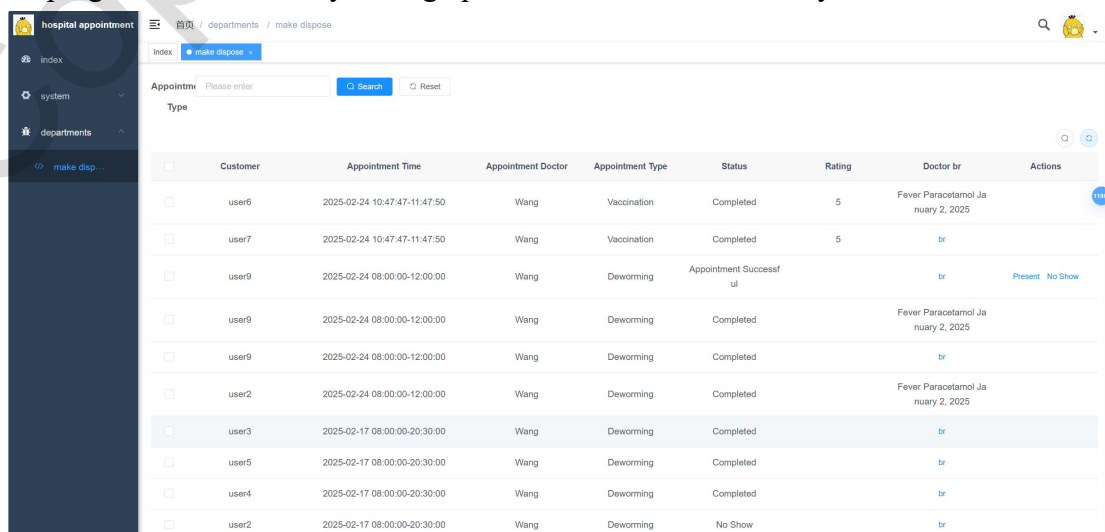 hospital appointment
首页 / departments / make dispose
index
make dispose ×
index
system
departments
make disp...
Appointme
Type
Please enter
Search
Reset
Customer Appointment Time Appointment Doctor Appointment Type Status Rating Doctor br Actions
user6 2025-02-24 10:47:47-11:47:50 Wang Vaccination Completed 5 Fever Paracetamol Ja
nuary 2, 2025
user7 2025-02-24 10:47:47-11:47:50 Wang Vaccination Completed 5 br
user9 2025-02-24 08:00:00-12:00:00 Wang Deworming Appointment Successf
ul br Present No Show
user9 2025-02-24 08:00:00-12:00:00 Wang Deworming Completed Fever Paracetamol Ja
nuary 2, 2025
user9 2025-02-24 08:00:00-12:00:00 Wang Deworming Completed br
user2 2025-02-24 08:00:00-12:00:00 Wang Deworming Completed Fever Paracetamol Ja
nuary 2, 2025
user3 2025-02-17 08:00:00-20:30:00 Wang Deworming Completed br
user5 2025-02-17 08:00:00-20:30:00 Wang Deworming Completed br
user4 2025-02-17 08:00:00-20:30:00 Wang Deworming Completed br
user2 2025-02-17 08:00:00-20:30:00 Wang Deworming No Show br